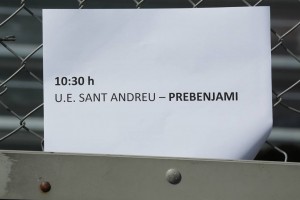 10:30 h
U.E. SANT ANDREU – PREBENJAMI